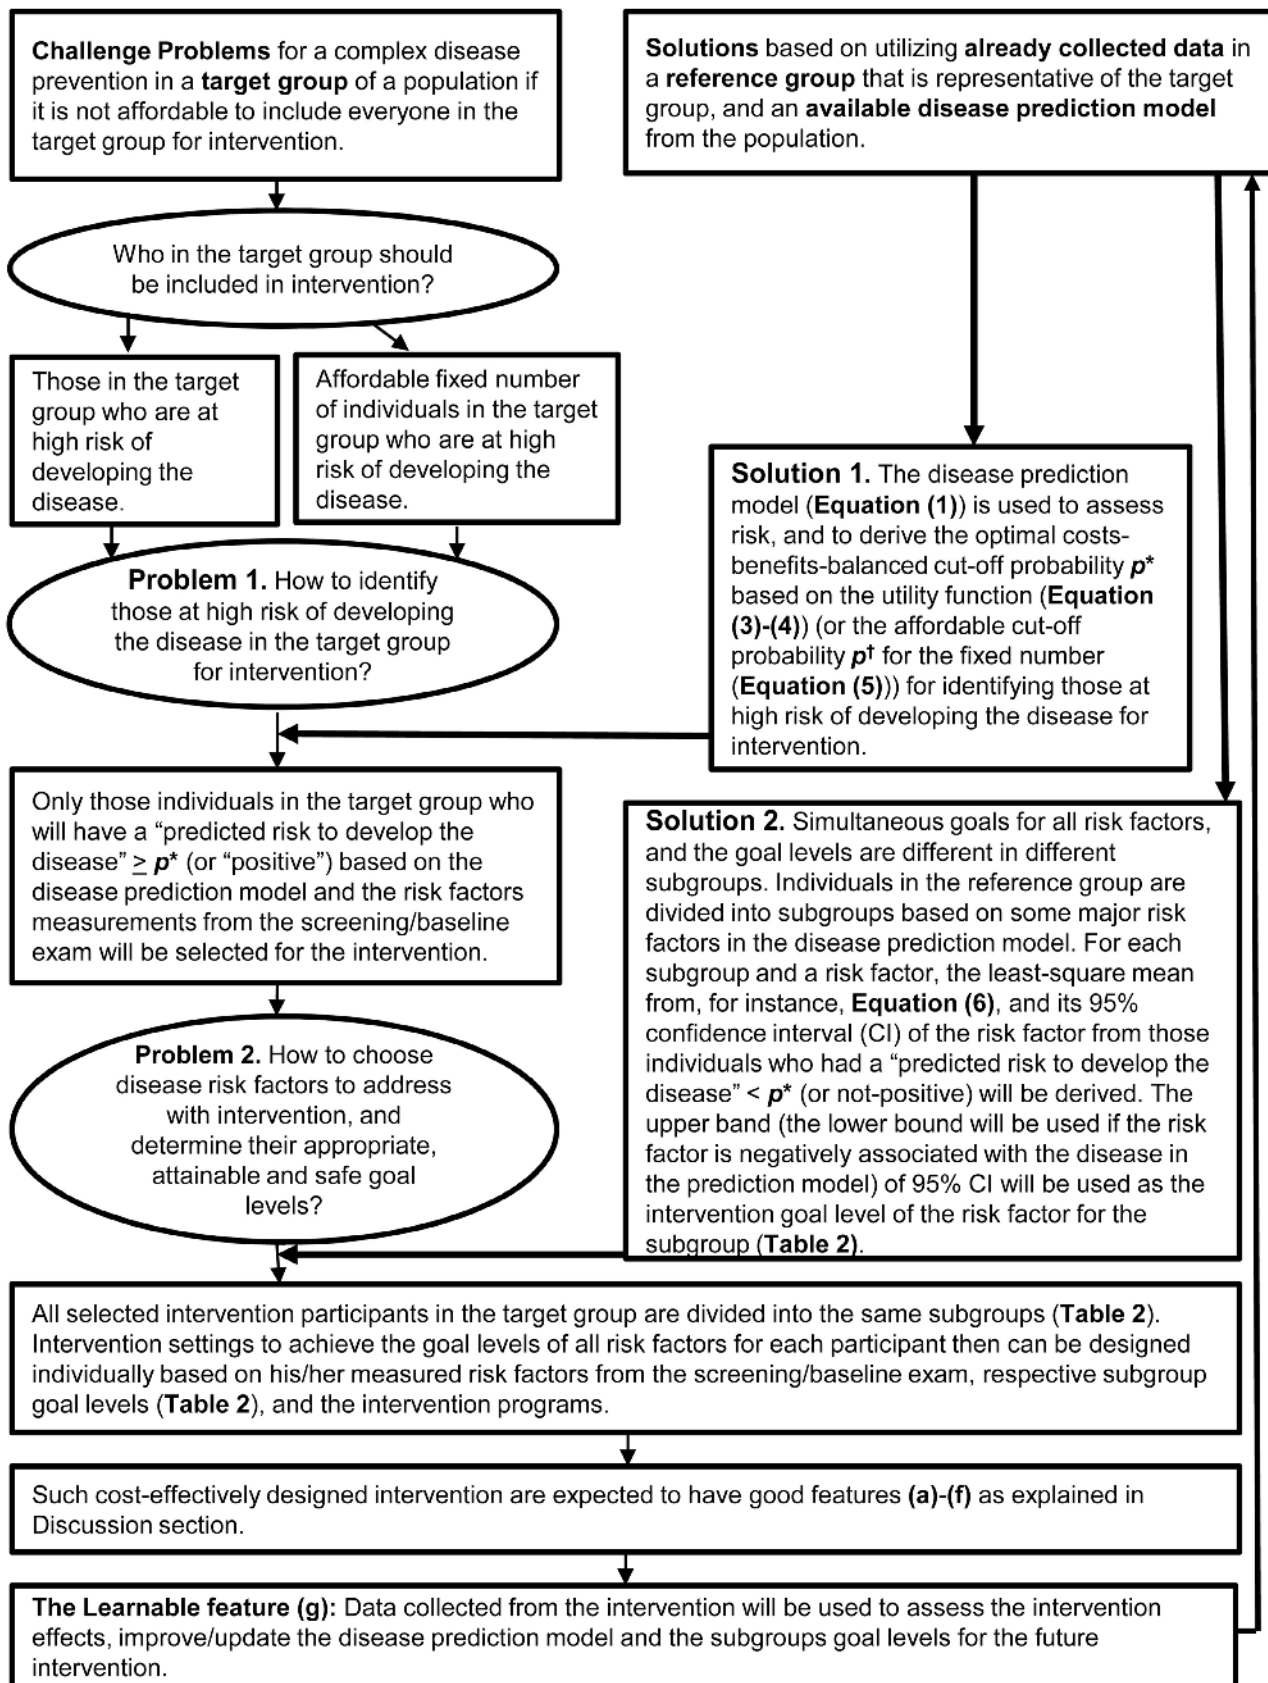 Challenge Problems for a complex disease
prevention in a target group of a population if
it is not affordable to include everyone in the
target group for intervention.
Solutions based on utilizing already collected data in
a reference group that is representative of the target
group, and an available disease prediction model
from the population.
Who in the target group should
be included in intervention?
Those in the target
group who are at
high risk of
developing the
disease.
Affordable fixed number
of individuals in the target
group who are at high
risk of developing the
disease.
Problem 1. How to identify
those at high risk of developing
the disease in the target group
for intervention?
Solution 1. The disease prediction
model (Equation (1)) is used to assess
risk, and to derive the optimal costs-
benefits-balanced cut-off probability p*
based on the utility function (Equation
(3)-(4)) (or the affordable cut-off
probability p† for the fixed number
(Equation (5))) for identifying those at
high risk of developing the disease for
intervention.
Only those individuals in the target group who
will have a “predicted risk to develop the
disease” ≥ p* (or “positive”) based on the
disease prediction model and the risk factors
measurements from the screening/baseline
exam will be selected for the intervention.
Problem 2. How to choose
disease risk factors to address
with intervention, and
determine their appropriate,
attainable and safe goal
levels?
Solution 2. Simultaneous goals for all risk factors,
and the goal levels are different in different
subgroups. Individuals in the reference group are
divided into subgroups based on some major risk
factors in the disease prediction model. For each
subgroup and a risk factor, the least-square mean
from, for instance, Equation (6), and its 95%
confidence interval (CI) of the risk factor from those
individuals who had a “predicted risk to develop the
disease” < p* (or not-positive) will be derived. The
upper band (the lower bound will be used if the risk
factor is negatively associated with the disease in
the prediction model) of 95% CI will be used as the
intervention goal level of the risk factor for the
subgroup (Table 2).
All selected intervention participants in the target group are divided into the same subgroups (Table 2).
Intervention settings to achieve the goal levels of all risk factors for each participant then can be designed
individually based on his/her measured risk factors from the screening/baseline exam, respective subgroup
goal levels (Table 2), and the intervention programs.
Such cost-effectively designed intervention are expected to have good features (a)-(f) as explained in
Discussion section.
The Learnable feature (g): Data collected from the intervention will be used to assess the intervention
effects, improve/update the disease prediction model and the subgroups goal levels for the future
intervention.